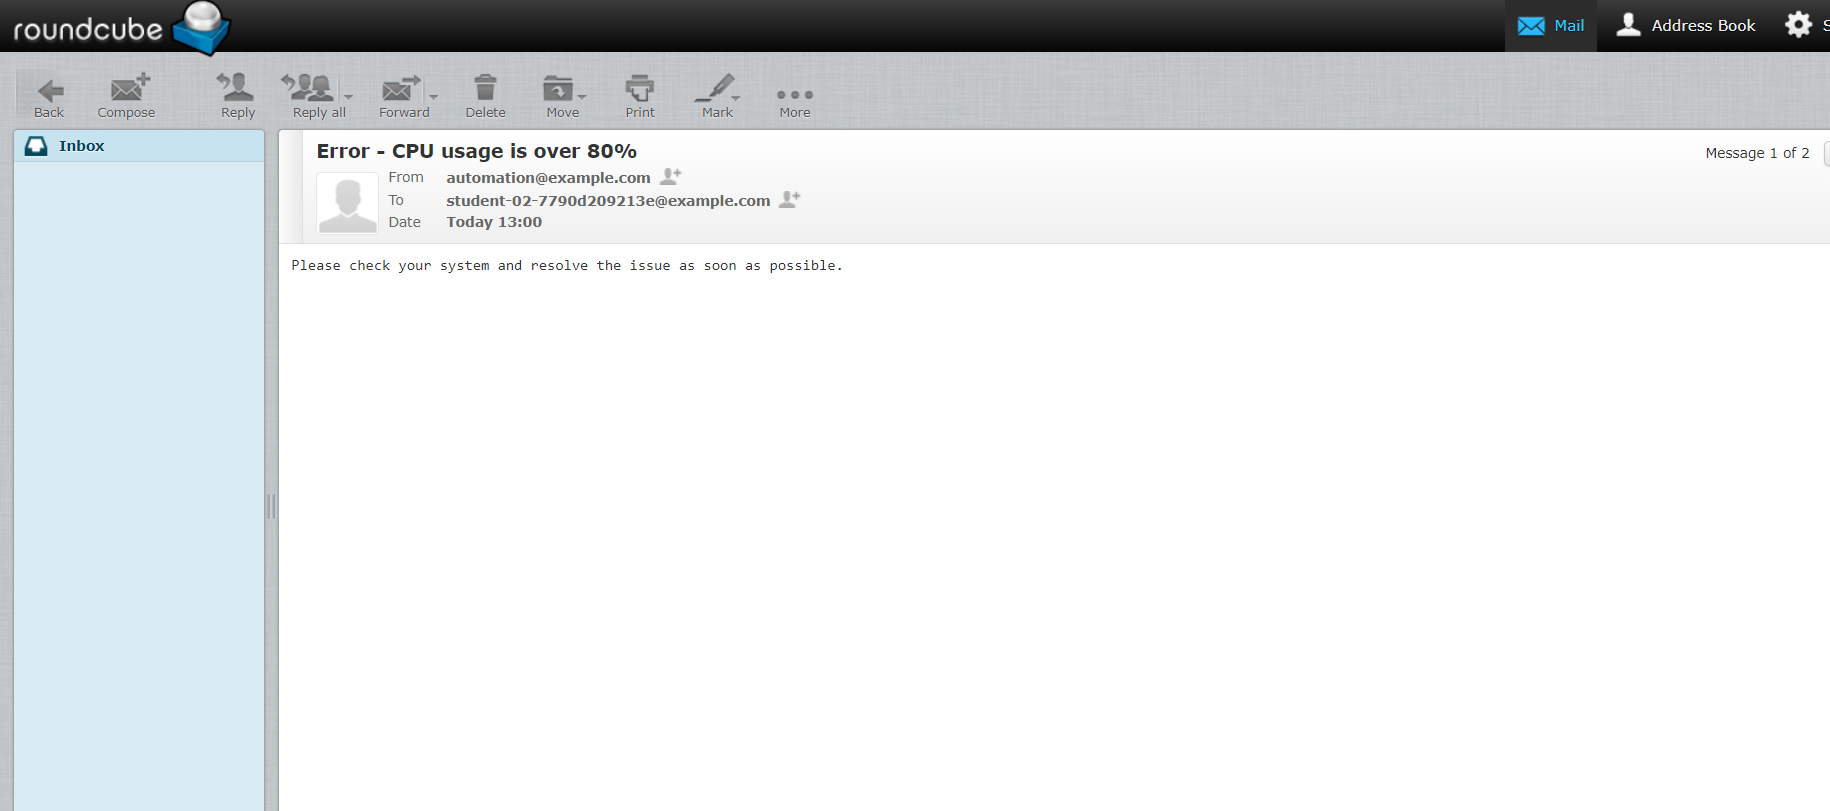 roundcube
Mail
Address Book
S
Back
Compose
Reply
Reply all
Forward
Delete
Move
Print
Mark
More
Inbox
Error - CPU usage is over 80%
Message 1 of 2
From automation@example.com
To student-02-7790d209213e@example.com
Date Today 13:00
Please check your system and resolve the issue as soon as possible.